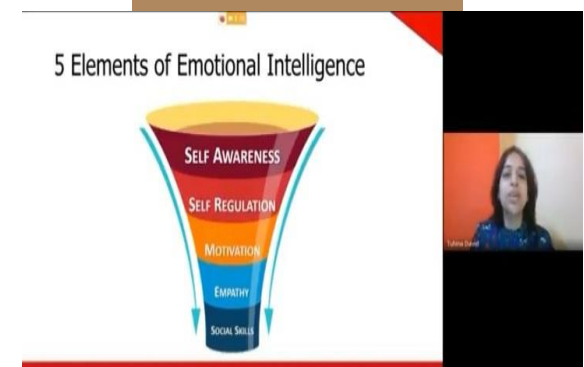 5 Elements of Emotional Intelligence
SELF AWARENESS
SELF REGULATION
MOTIVATION
EMPATHY
SOCIAL SKILLS